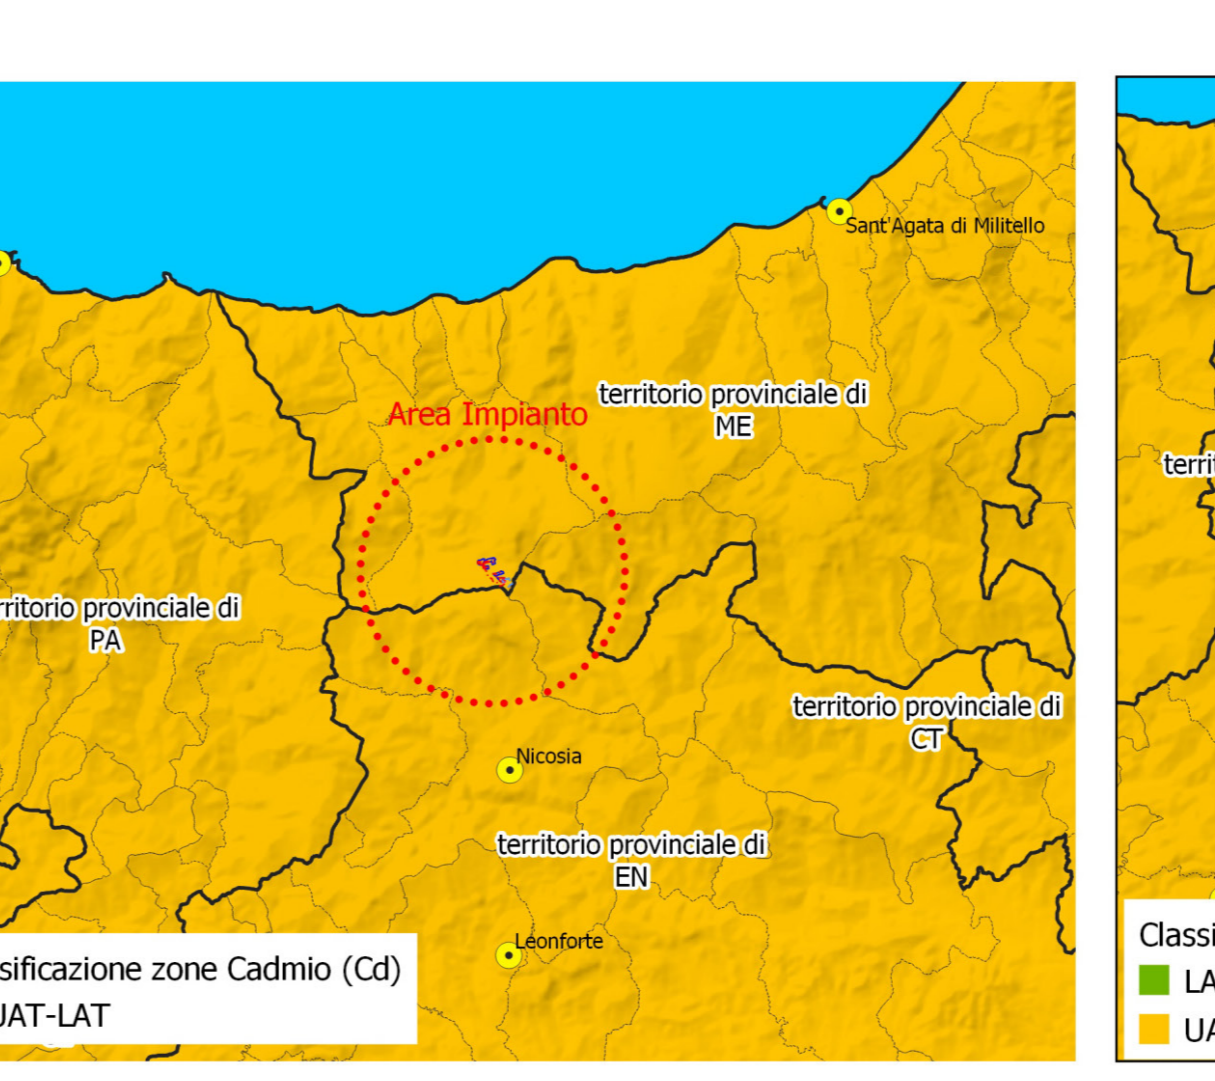 Sant'Agata di Militello
territorio provinciale di
ME
Area Impianto
rritorio provinciale di
PA
territorio provinciale di
CT
Nicosia
territorio provinciale di
EN
Leonforte
sificazione zone Cadmio (Cd)
UAT-LAT
territ
Classi
LA
UA